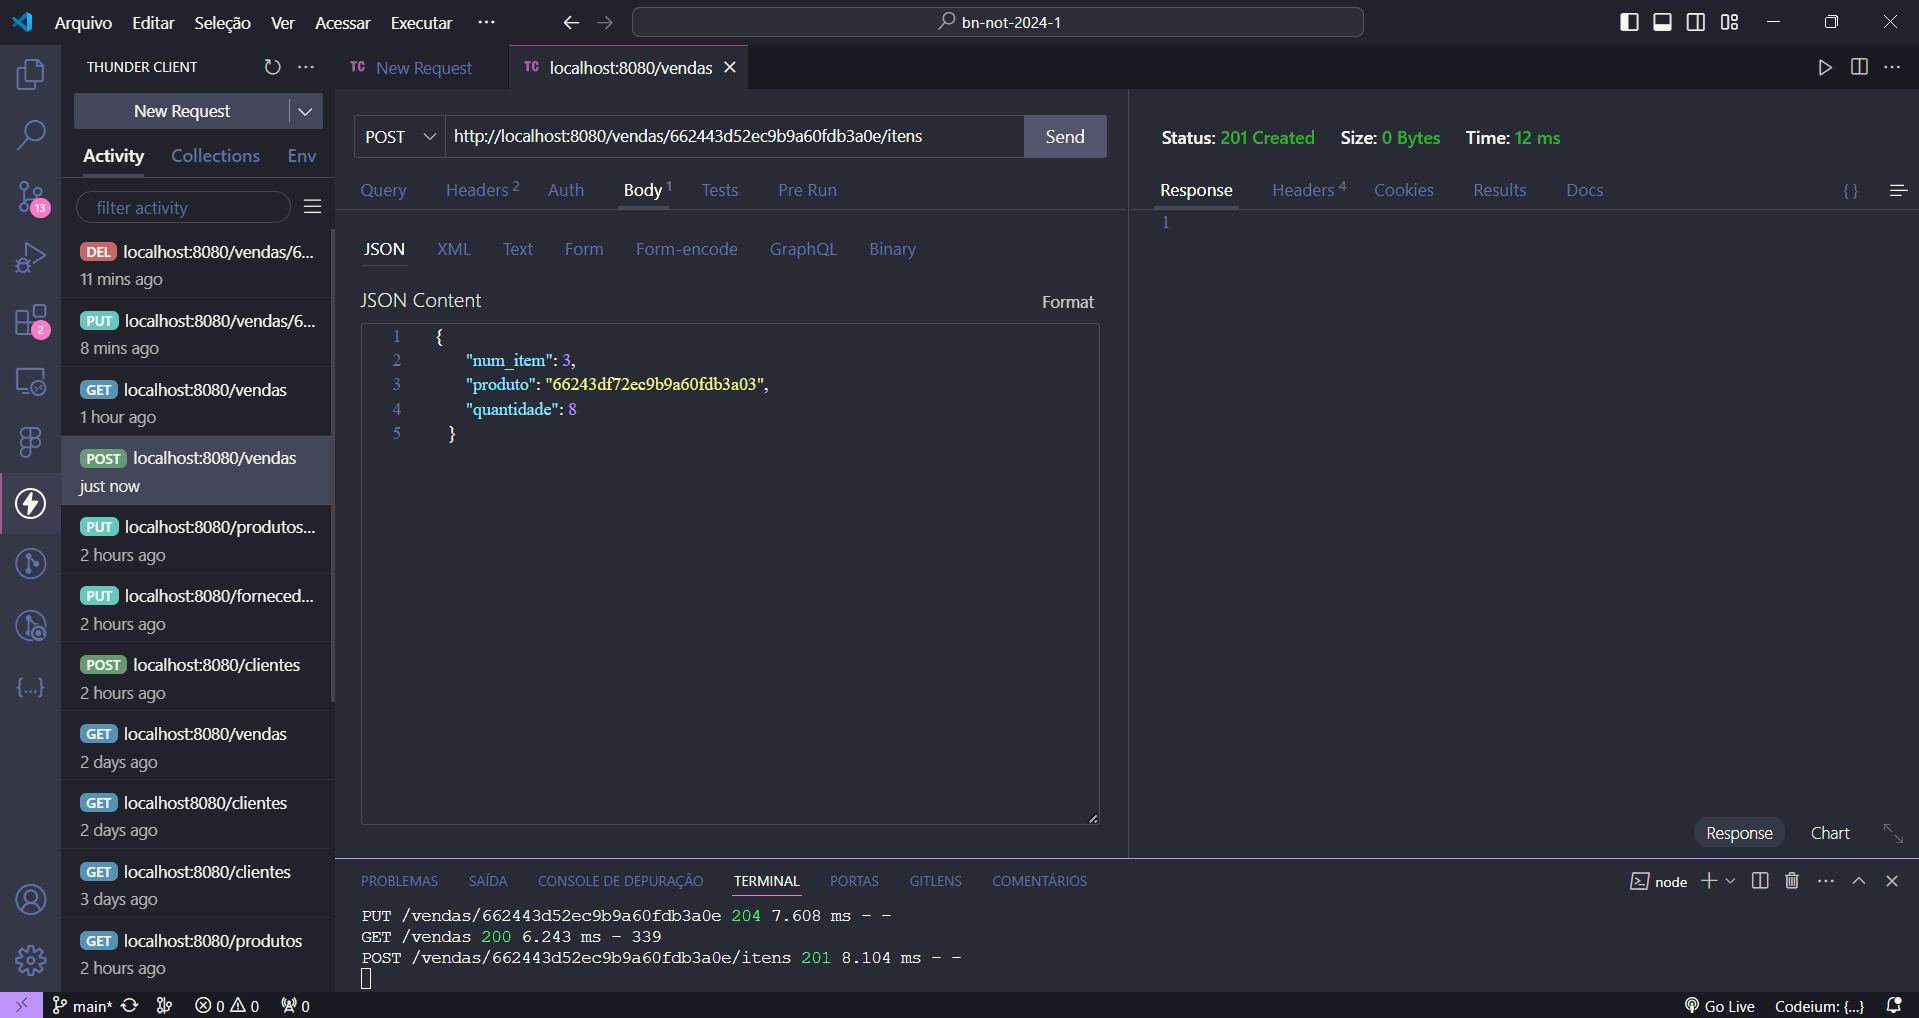 Arquivo Editar Seleção Ver Acessar Executar ···
bn-not-2024-1
THUNDER CLIENT
New Request
Activity Collections Env
filter activity
DEL localhost:8080/vendas/6...
11 mins ago
PUT localhost:8080/vendas/6...
8 mins ago
GET localhost:8080/vendas
1 hour ago
POST localhost:8080/vendas
just now
PUT localhost:8080/produtos...
2 hours ago
PUT localhost:8080/forneced...
2 hours ago
POST localhost:8080/clientes
2 hours ago
GET localhost:8080/vendas
2 days ago
GET localhost8080/clientes
2 days ago
GET localhost:8080/clientes
3 days ago
GET localhost:8080/produtos
2 hours ago
13
2
{...}
TC New Request
TC localhost:8080/vendas
POST http://localhost:8080/vendas/662443d52ec9b9a60fdb3a0e/itens Send
Query Headers 2 Auth Body 1 Tests Pre Run
JSON XML Text Form Form-encode GraphQL Binary
JSON Content Format
1 {
2 "num_item": 3,
3 "produto": "66243df72ec9b9a60fdb3a03",
4 "quantidade": 8
5 }
Status: 201 Created Size: 0 Bytes Time: 12 ms
Response Headers 4 Cookies Results Docs { }
1
Response Chart
PROBLEMAS SAÍDA CONSOLE DE DEPURAÇÃO TERMINAL PORTAS GITLENS COMENTÁRIOS
node
PUT /vendas/662443d52ec9b9a60fdb3a0e 204 7.608 ms - -
GET /vendas 200 6.243 ms - 339
POST /vendas/662443d52ec9b9a60fdb3a0e/itens 201 8.104 ms - -
main* 0 0 0
Go Live Codeium: {...}